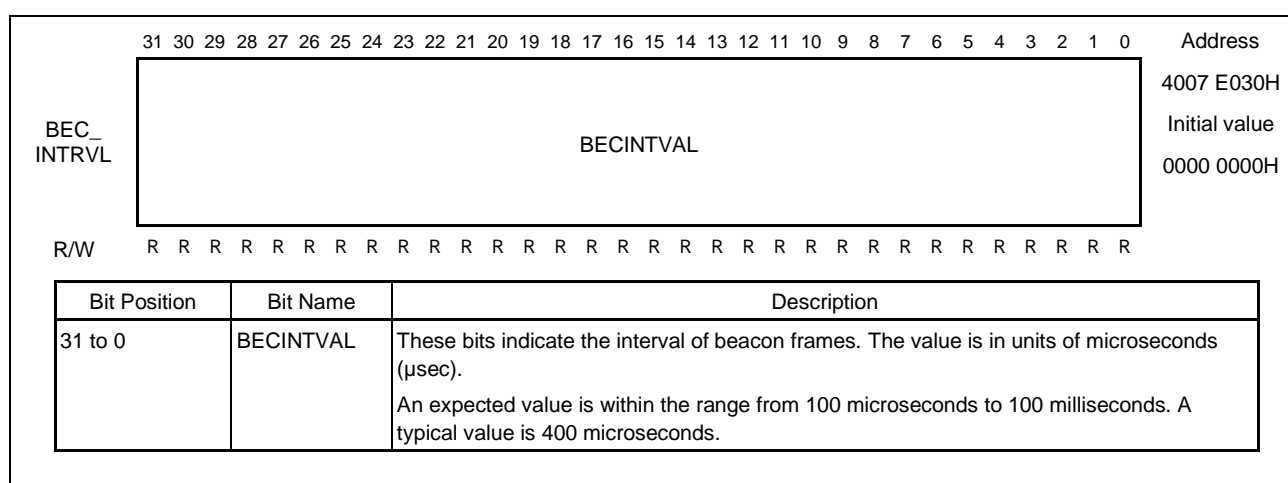 31 30 29 28 27 26 25 24 23 22 21 20 19 18 17 16 15 14 13 12 11 10 9 8 7 6 5 4 3 2 1 0 Address
4007 E030H
BEC_
INTRVL
BECINTVAL
Initial value
0000 0000H
R/W R R R R R R R R R R R R R R R R R R R R R R R R R R R R R R R R
Bit Position Bit Name Description
31 to 0 BECINTVAL These bits indicate the interval of beacon frames. The value is in units of microseconds
(µsec).
An expected value is within the range from 100 microseconds to 100 milliseconds. A
typical value is 400 microseconds.